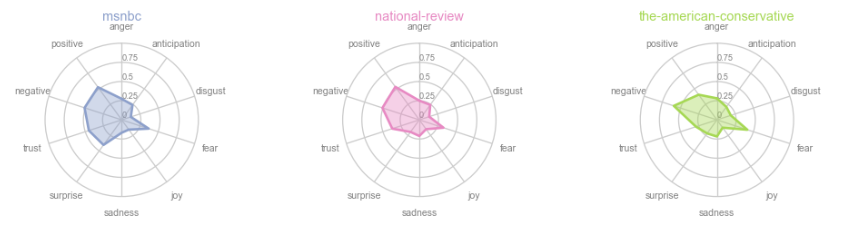 msnbc
anger
positive
anticipation
0.75
0.5
negative
disgust
0.25
0
trust
fear
surprise
joy
sadness
national-review
anger
positive
anticipation
0.75
0.5
negative
disgust
0.25
0
trust
fear
surprise
joy
sadness
the-american-conservative
anger
positive
anticipation
0.75
0.5
negative
disgust
0.25
0
trust
fear
surprise
joy
sadness